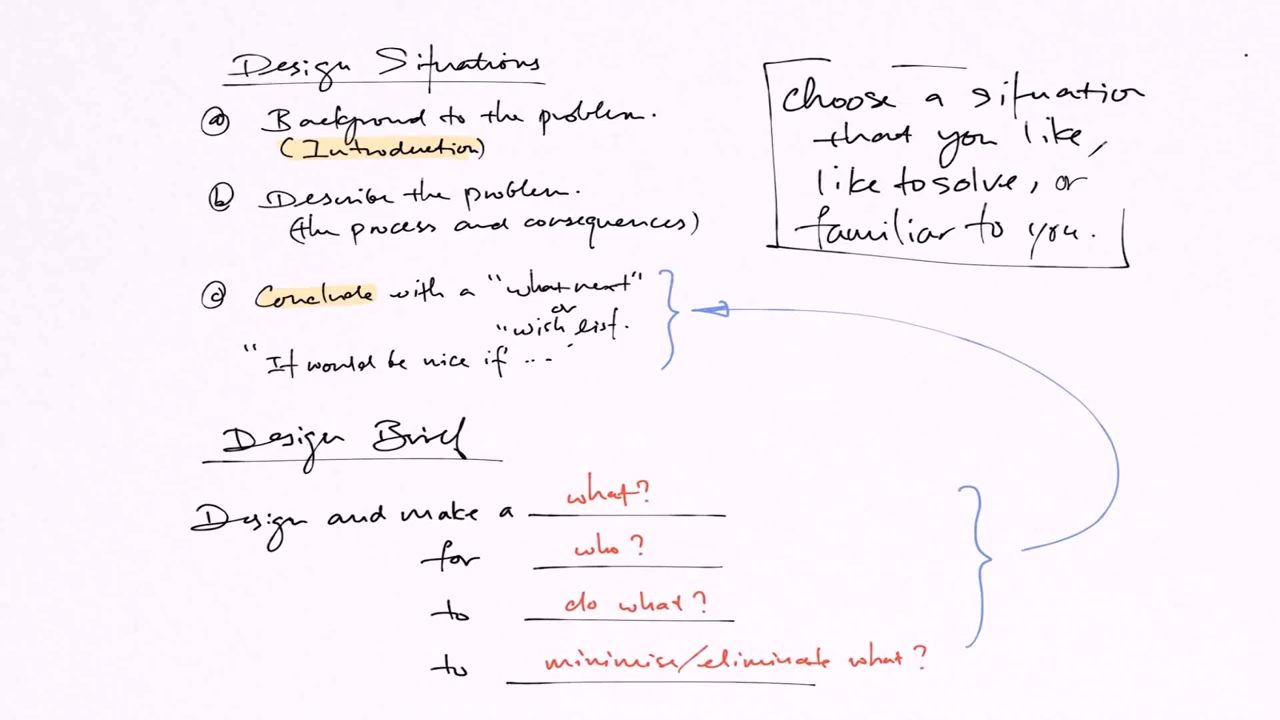 Design Situations
(a) Backgroud to the problem.
(Introduction)
(b) Describe the problem.
(the process and consequences)
(c) Conclude with a "what next"
or
"wish list.
"It would be nice if ... "
choose a situation
that you like,
like to solve, or
familiar to you.
Design Brief
Design and make a what?
for who?
to do what?
to minimise/eliminate what?